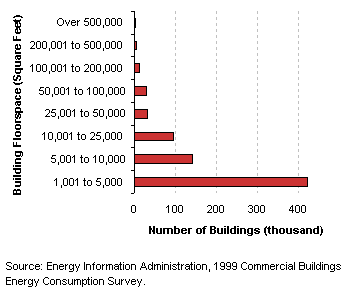 Building Floorspace (Square Feet)
Over 500,000
200,001 to 500,000
100,001 to 200,000
50,001 to 100,000
25,001 to 50,000
10,001 to 25,000
5,001 to 10,000
1,001 to 5,000
0 100 200 300 400
Number of Buildings (thousand)
Source: Energy Information Administration, 1999 Commercial Buildings
Energy Consumption Survey.